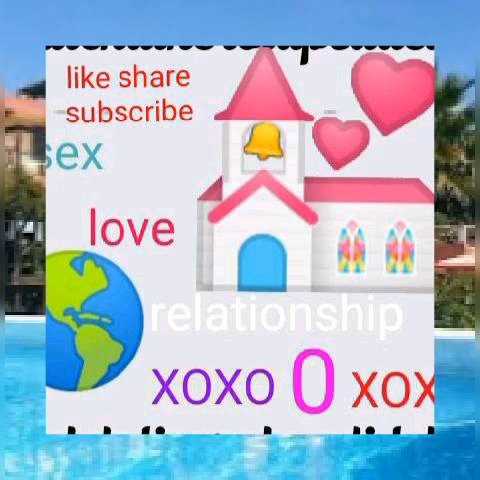 like share
subscribe
sex
love
relationship
xoxo 0 xox